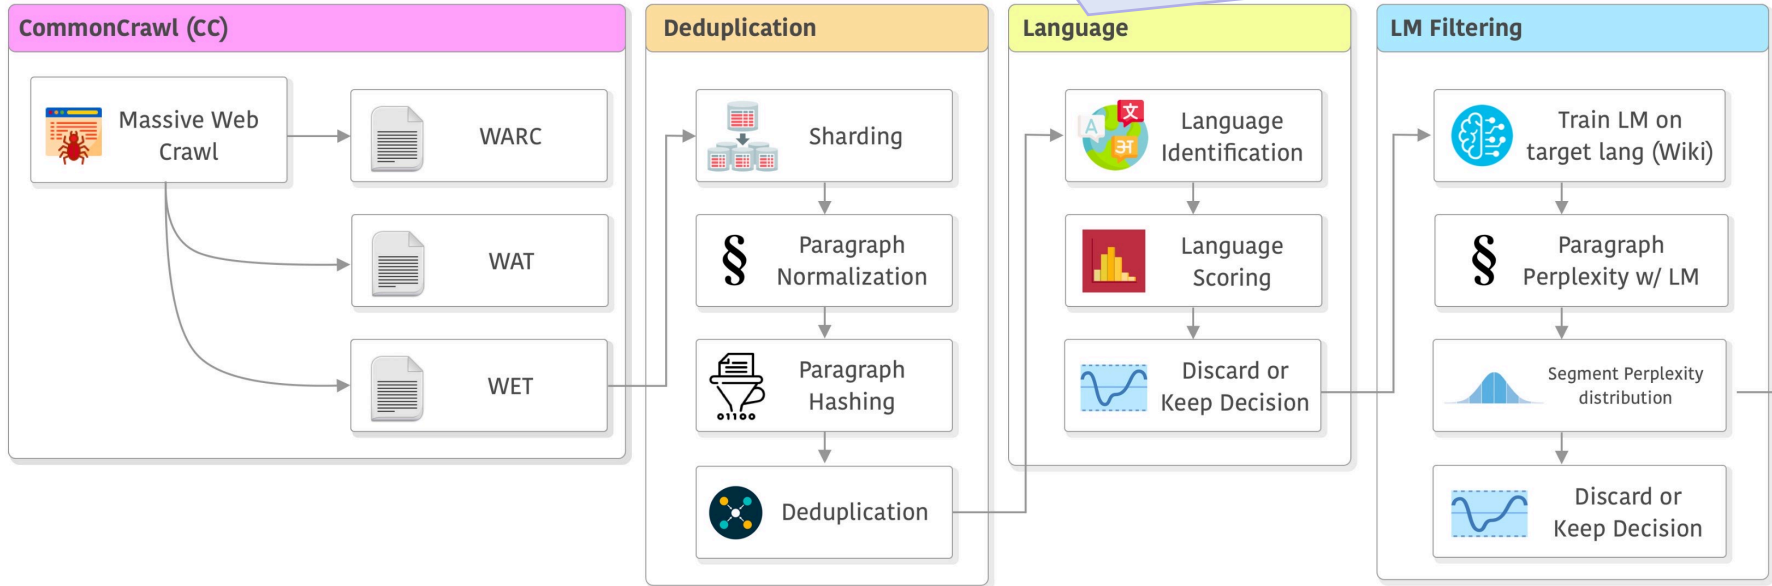 CommonCrawl (CC)
Massive Web
Crawl
WARC
WAT
WET
Deduplication
Sharding
§ Paragraph
Normalization
Paragraph
Hashing
01100
Deduplication
Language
A
文
अ
Language
Identification
Language
Scoring
Discard or
Keep Decision
LM Filtering
Train LM on
target lang (Wiki)
§ Paragraph
Perplexity w/ LM
Segment Perplexity
distribution
Discard or
Keep Decision